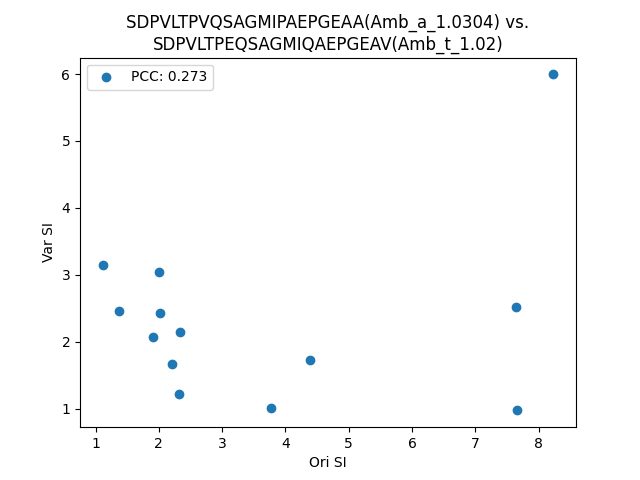 SDPVLTPVQSAGMIPAEPGEAA(Amb_a_1.0304) vs.
SDPVLTPEQSAGMIQAEPGEAV(Amb_t_1.02)
PCC: 0.273
6
5
4
3
2
1
Var SI
1 2 3 4 5 6 7 8
Ori SI